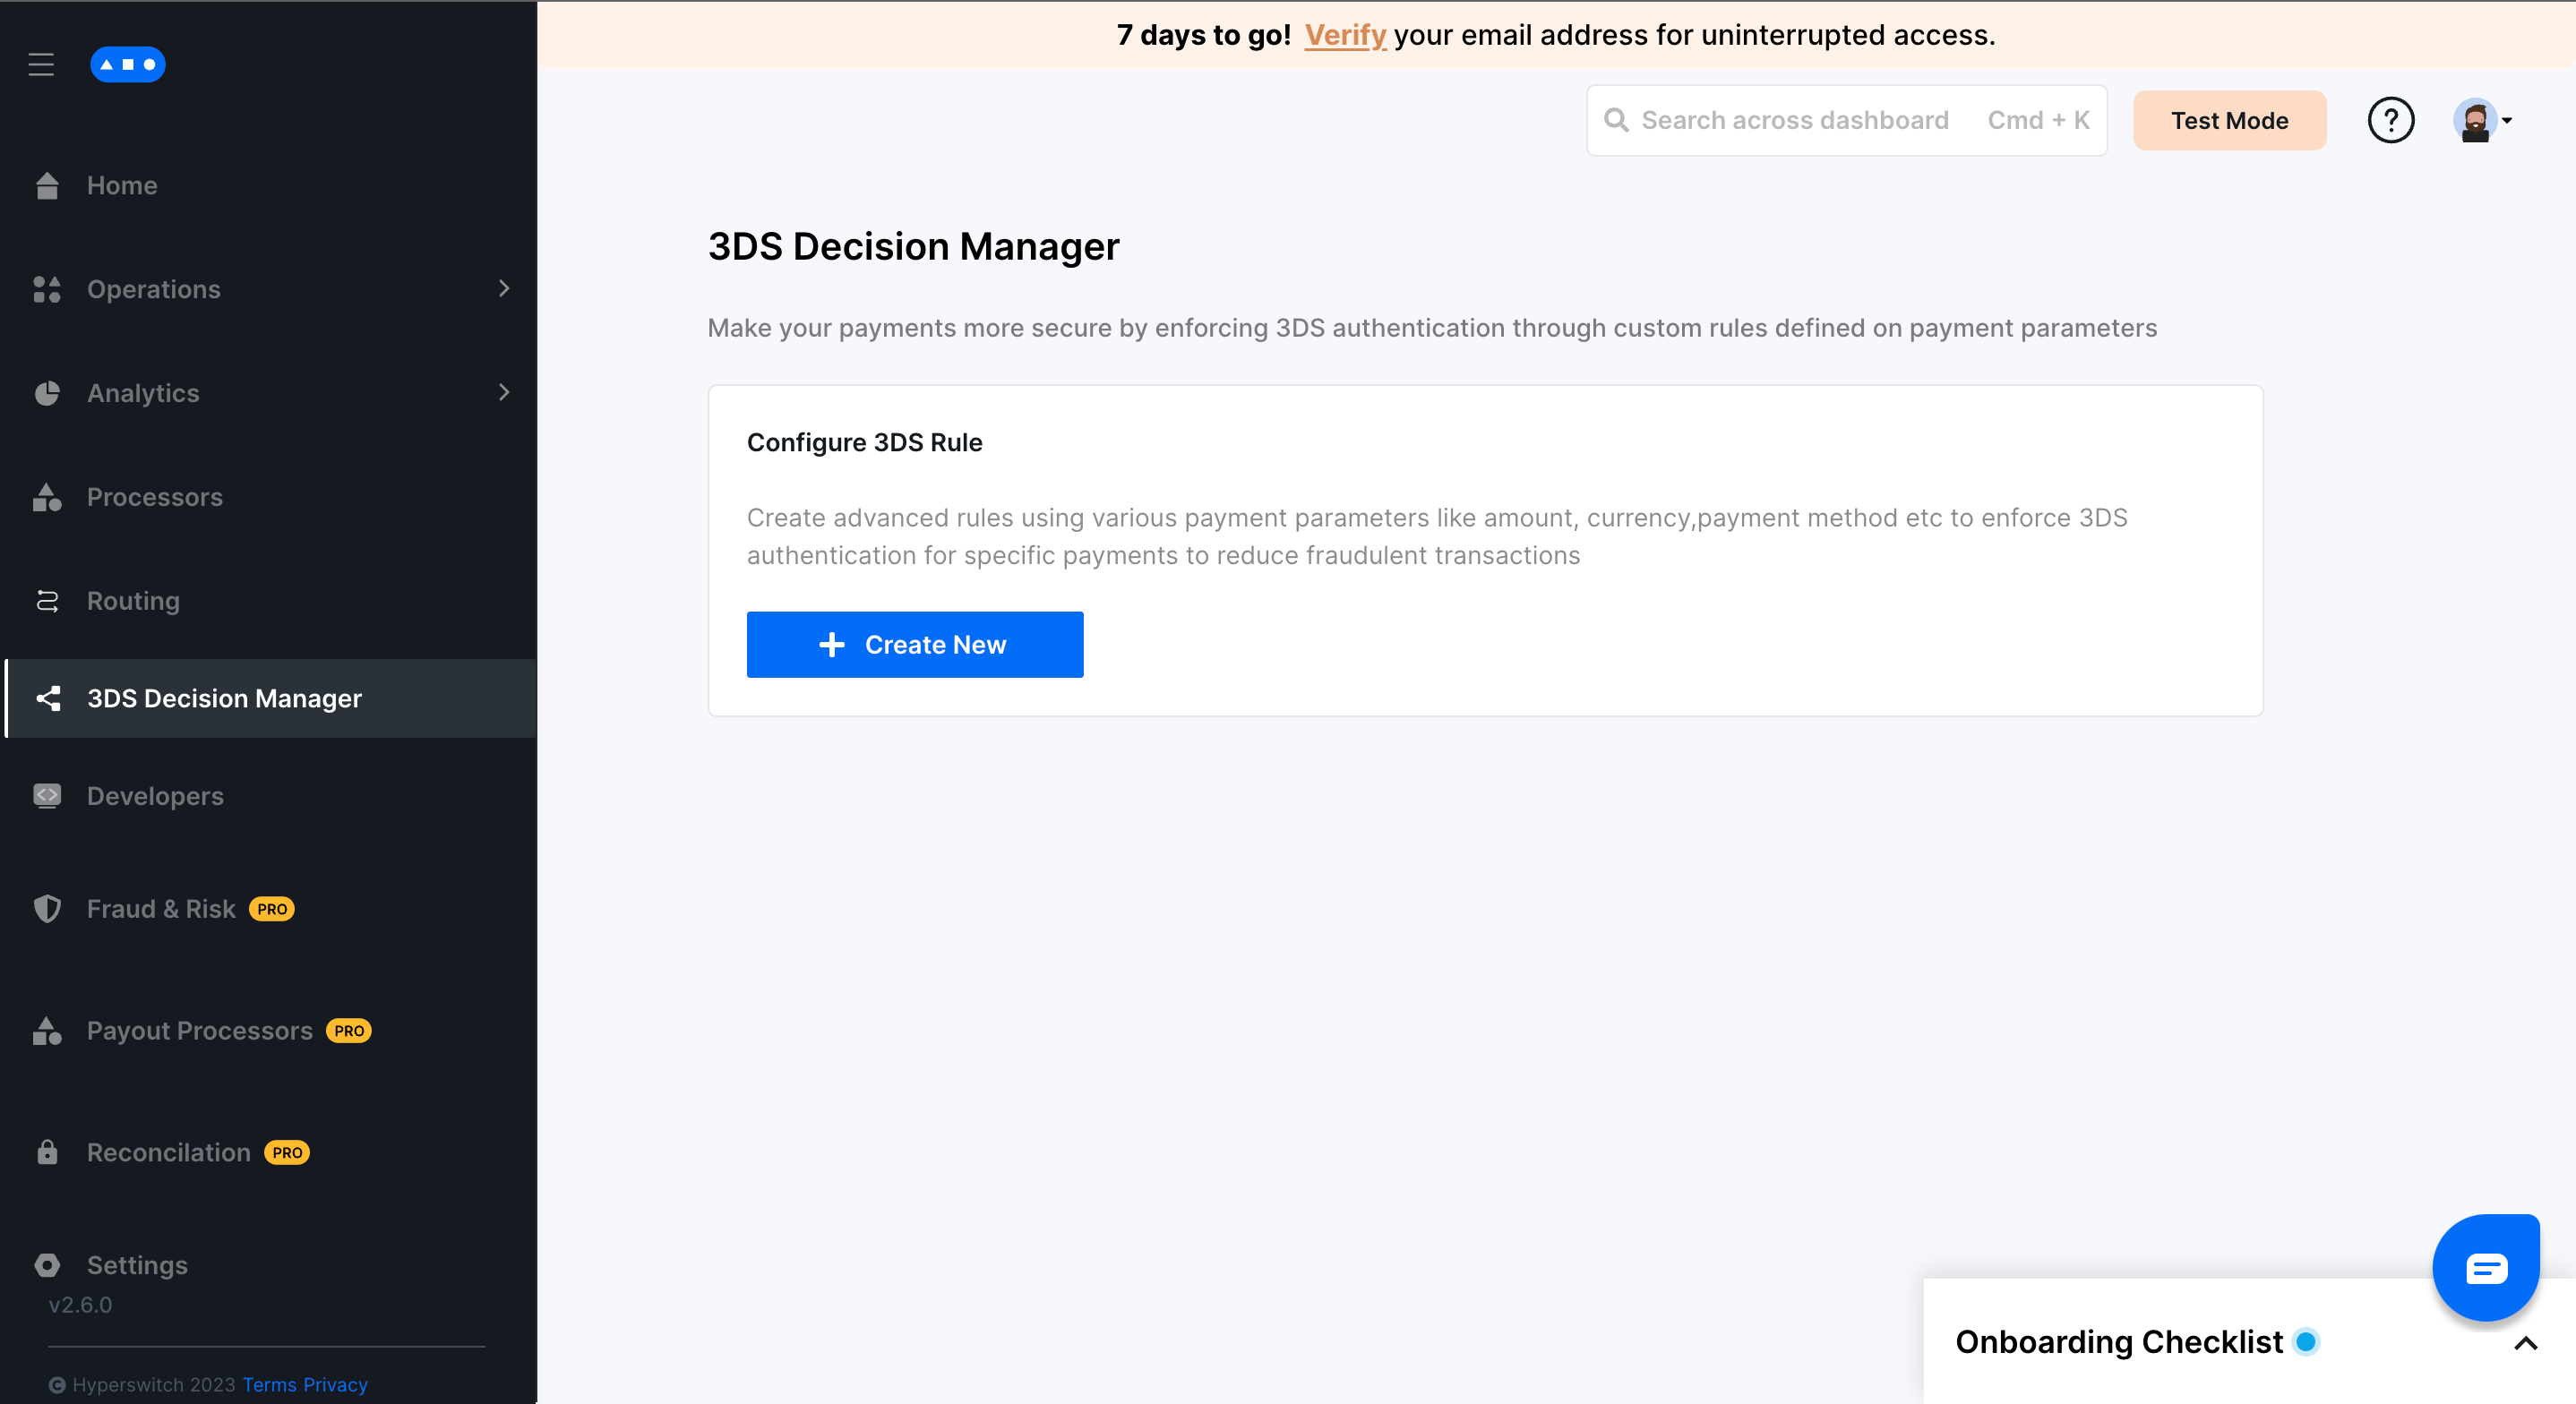 7 days to go! Verify your email address for uninterrupted access.
Search across dashboard Cmd + K
Test Mode
?
Home
Operations
Analytics
Processors
Routing
3DS Decision Manager
Developers
Fraud & Risk PRO
Payout Processors PRO
Reconcilation PRO
Settings
v2.6.0
© Hyperswitch 2023 Terms Privacy
3DS Decision Manager
Make your payments more secure by enforcing 3DS authentication through custom rules defined on payment parameters
Configure 3DS Rule
Create advanced rules using various payment parameters like amount, currency,payment method etc to enforce 3DS
authentication for specific payments to reduce fraudulent transactions
+ Create New
Onboarding Checklist